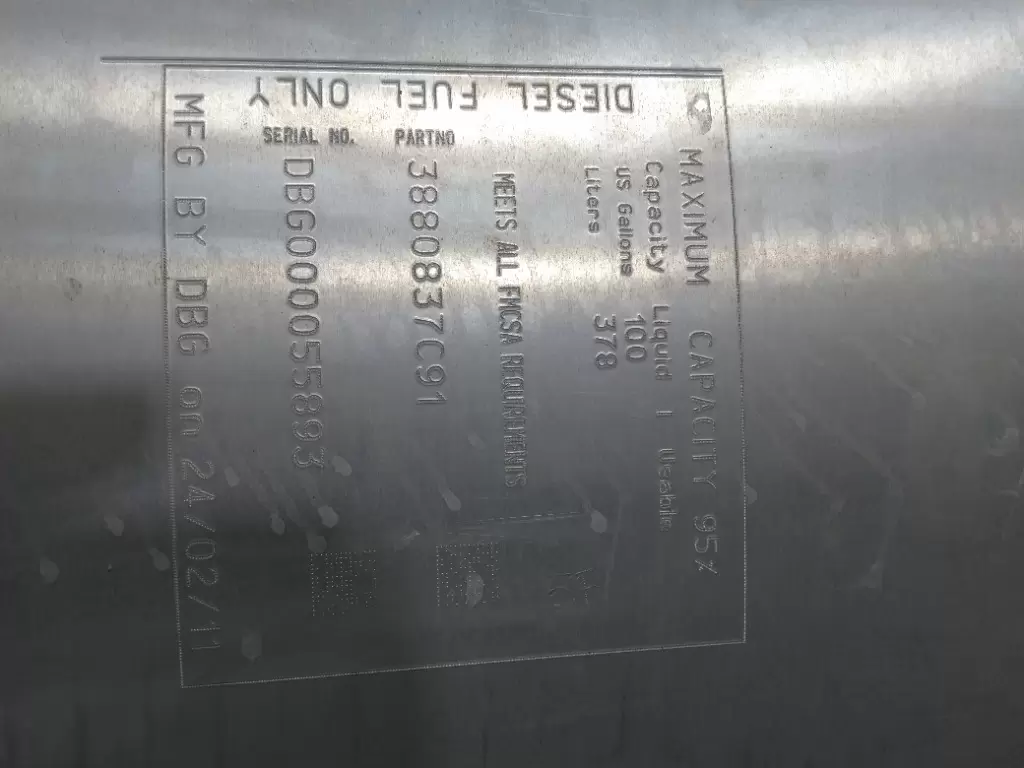 MAXIMUM CAPACITY 95%
Capacity Liquid Usable
US Gallons 100
Liters 378
MEETS ALL FMCSA REQUIREMENTS
PARTNO 3880837C91
SERIAL NO. DBG00055893
MFG BY DBG on 24/02/11
DIESEL FUEL ONLY